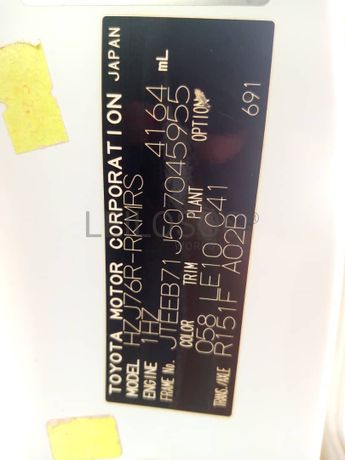 TOYOTA MOTOR CORPORATION JAPAN
MODEL HZJ76R-RKMRS
ENGINE 1HZ 4164 mL
FRAME No. JTEEB71J507045955
COLOR TRIM PLANT OPTION
058 LE10 C41
TRANS./AXLE R151F A02B
691